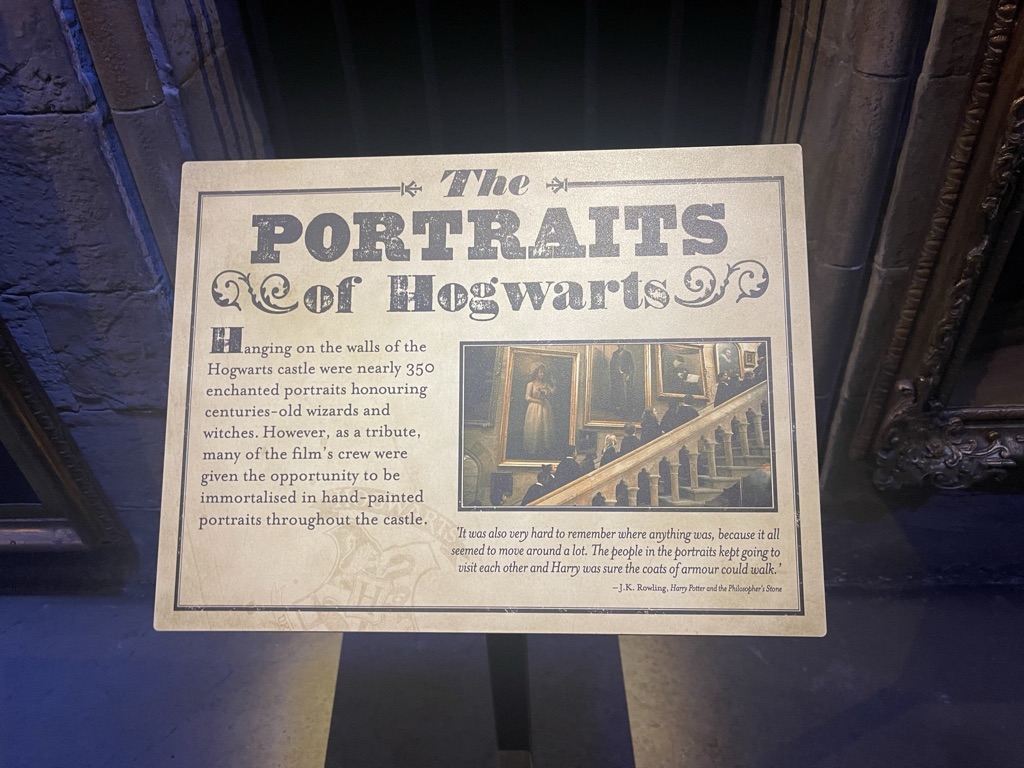 The
PORTRAITS
of Hogwarts
Hanging on the walls of the
Hogwarts castle were nearly 350
enchanted portraits honouring
centuries-old wizards and
witches. However, as a tribute,
many of the film's crew were
given the opportunity to be
immortalised in hand-painted
portraits throughout the castle.
'It was also very hard to remember where anything was, because it all
seemed to move around a lot. The people in the portraits kept going to
visit each other and Harry was sure the coats of armour could walk.'
–J.K. Rowling, Harry Potter and the Philosopher's Stone